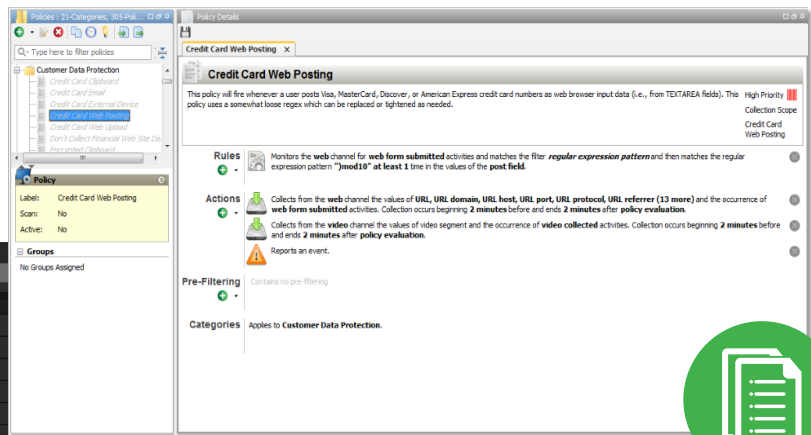 Policies : 21-Categories, 305-Pol...
Type here to filter policies
Customer Data Protection
Credit Card Clipboard
Credit Card Email
Credit Card External Device
Credit Card Web Posting
Credit Card Web Upload
Don't Collect Financial Web Site Da
Encrypted Clipboard
Policy
Label: Credit Card Web Posting
Scan: No
Active: No
Groups
No Groups Assigned
Policy Details
Credit Card Web Posting
Credit Card Web Posting
This policy will fire whenever a user posts Visa, MasterCard, Discover, or American Express credit card numbers as web browser input data (i.e., from TEXTAREA fields). This
policy uses a somewhat loose regex which can be replaced or tightened as needed.
High Priority
Collection Scope
Credit Card
Web Posting
Rules
Monitors the web channel for web form submitted activities and matches the filter regular expression pattern and then matches the regular
expression pattern ")mod10" at least 1 time in the values of the post field.
Actions
Collects from the web channel the values of URL, URL domain, URL host, URL port, URL protocol, URL referrer (13 more) and the occurrence of
web form submitted activities. Collection occurs beginning 2 minutes before and ends 2 minutes after policy evaluation.
Collects from the video channel the values of video segment and the occurrence of video collected activities. Collection occurs beginning 2 minutes before
and ends 2 minutes after policy evaluation.
Reports an event.
Pre-Filtering
Contains no pre-filtering
Categories
Applies to Customer Data Protection.